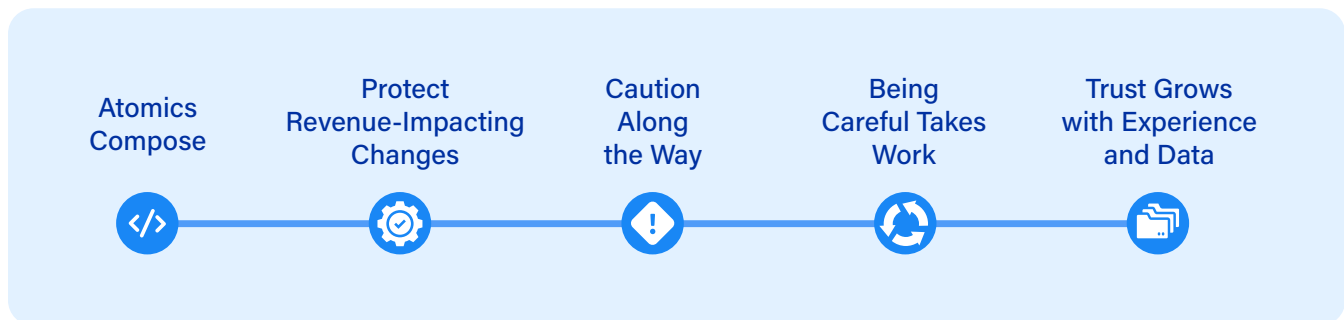 Atomics
Compose
Protect
Revenue-Impacting
Changes
Caution
Along
the Way
Being
Careful Takes
Work
Trust Grows
with Experience
and Data